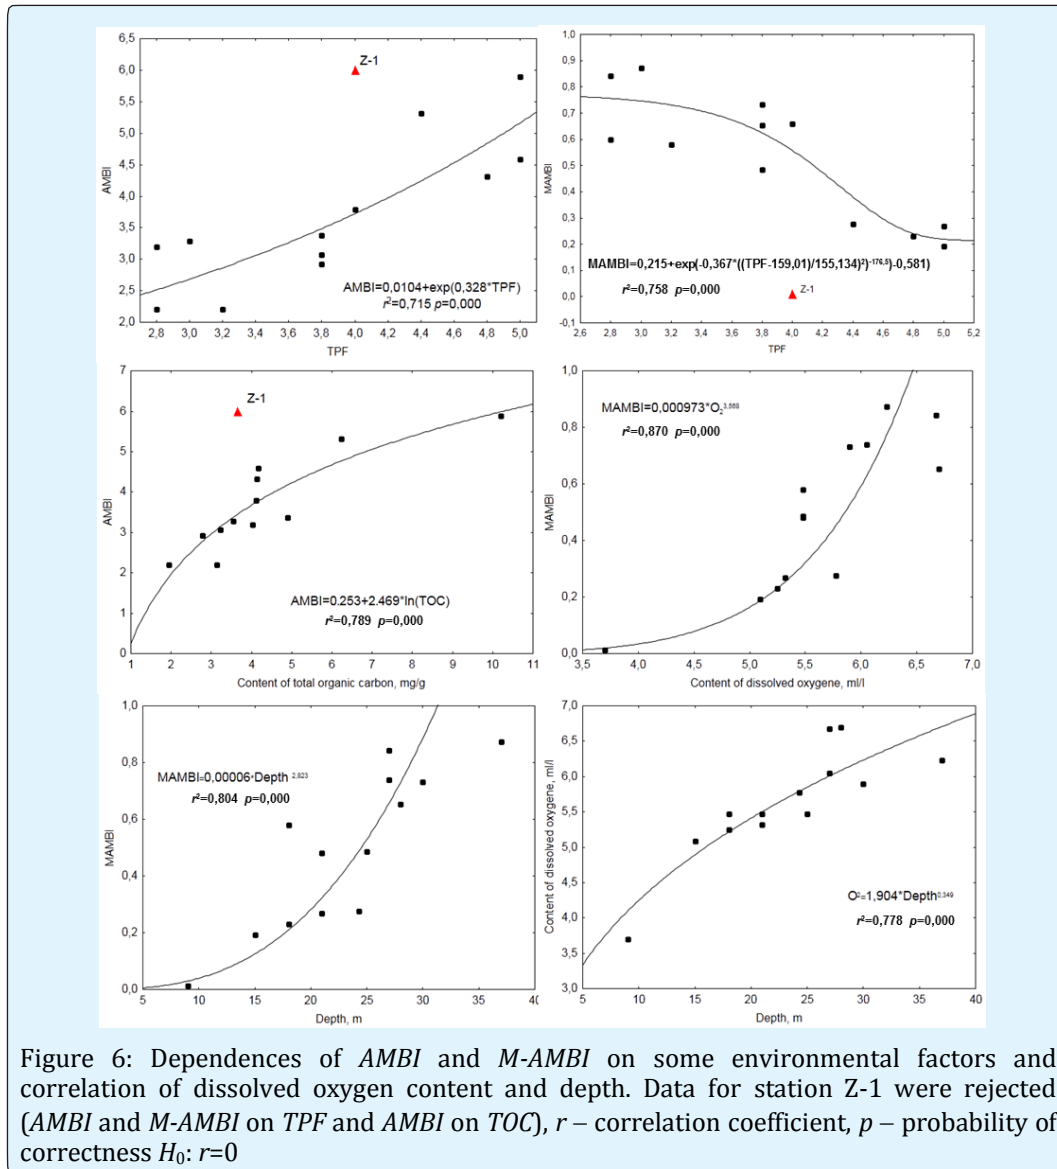 6,5
6,0
5,5
5,0
4,5
4,0
3,5
3,0
2,5
2,0
AMBI
Z-1
AMBI=0,0104+exp(0,328*TPF)
r²=0,715 p=0,000
2,8 3,0 3,2 3,4 3,6 3,8 4,0 4,2 4,4 4,6 4,8 5,0
TPF
1,0
0,9
0,8
0,7
0,6
0,5
0,4
0,3
0,2
0,1
0,0
-0,1
MAMBI
MAMBI=0,215+exp(-0,367*((TPF-159,01)/155,134)²)⁻¹⁷⁶,⁵)-0,581)
r²=0,758 p=0,000
Z-1
2,6 2,8 3,0 3,2 3,4 3,6 3,8 4,0 4,2 4,4 4,6 4,8 5,0 5,2
TPF
7
6
5
4
3
2
1
0
AMBI
Z-1
AMBI=0.253+2.469*ln(TOC)
r²=0,789 p=0,000
1 2 3 4 5 6 7 8 9 10 11
Content of total organic carbon, mg/g
1,0
0,8
0,6
0,4
0,2
0,0
MAMBI
MAMBI=0,000973*O₂³,⁵⁶⁸
r²=0,870 p=0,000
3,5 4,0 4,5 5,0 5,5 6,0 6,5 7,0
Content of dissolved oxygene, ml/l
1,0
0,8
0,6
0,4
0,2
0,0
MAMBI
MAMBI=0,00006*Depth ²,⁸²³
r²=0,804 p=0,000
5 10 15 20 25 30 35 40
Depth, m
7,0
6,5
6,0
5,5
5,0
4,5
4,0
3,5
3,0
Content of dissolved oxygene, ml/l
O²=1,904*Depth⁰,³⁴⁹
r²=0,778 p=0,000
5 10 15 20 25 30 35 40
Depth, m
Figure 6: Dependences of AMBI and M-AMBI on some environmental factors and
correlation of dissolved oxygen content and depth. Data for station Z-1 were rejected
(AMBI and M-AMBI on TPF and AMBI on TOC), r – correlation coefficient, p – probability of
correctness H₀: r=0